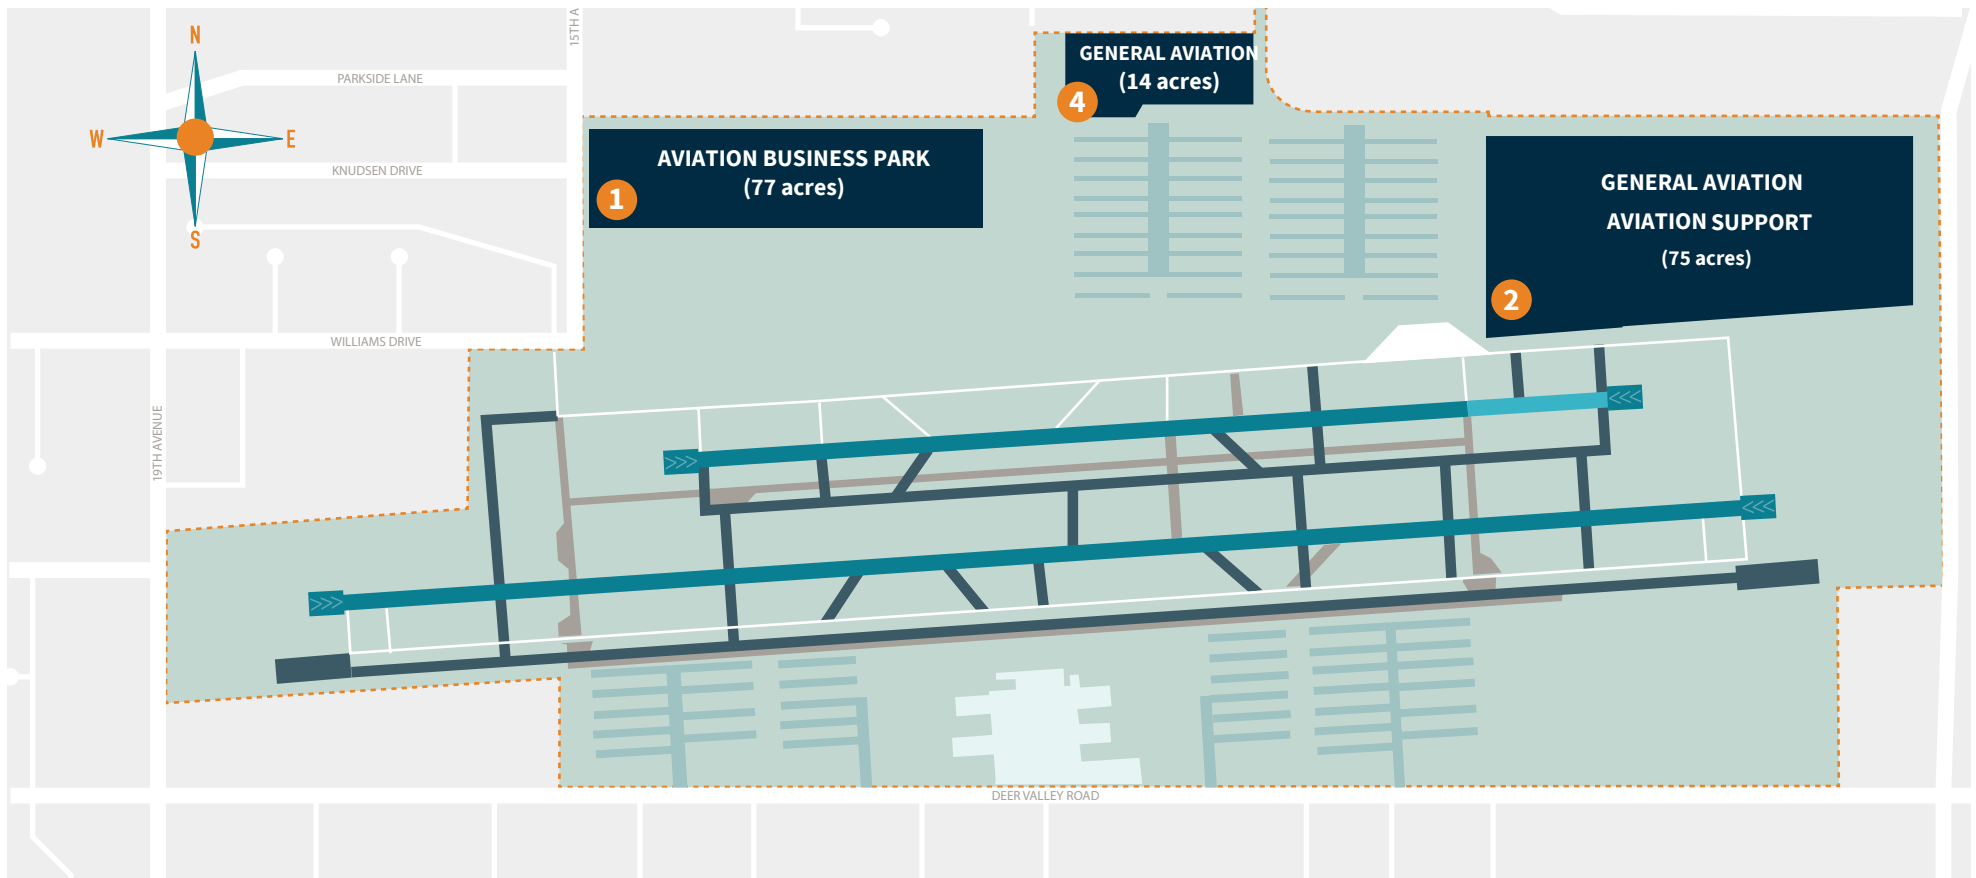 N
W
E
S
15TH A
PARKSIDE LANE
KNUDSEN DRIVE
WILLIAMS DRIVE
19TH AVENUE
GENERAL AVIATION
(14 acres)
4
AVIATION BUSINESS PARK
(77 acres)
1
GENERAL AVIATION
AVIATION SUPPORT
(75 acres)
2
>>>
<<<
>>>
<<<
DEER VALLEY ROAD